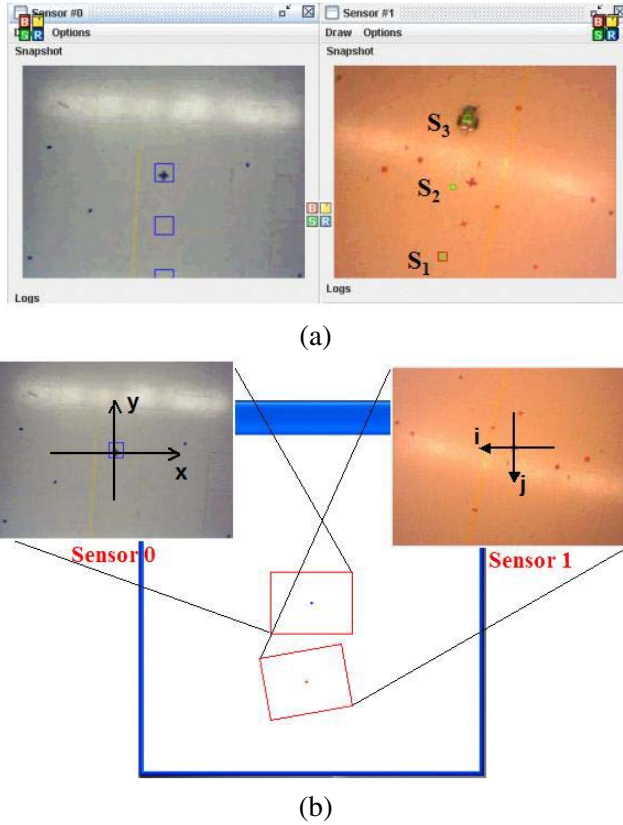 Sensor #0
Sensor #1
Options
Draw Options
Snapshot
Snapshot
B
S R
B
S R
B
S R
S3
S2
S1
Logs
Logs
(a)
y
x
i
j
Sensor 0
Sensor 1
(b)